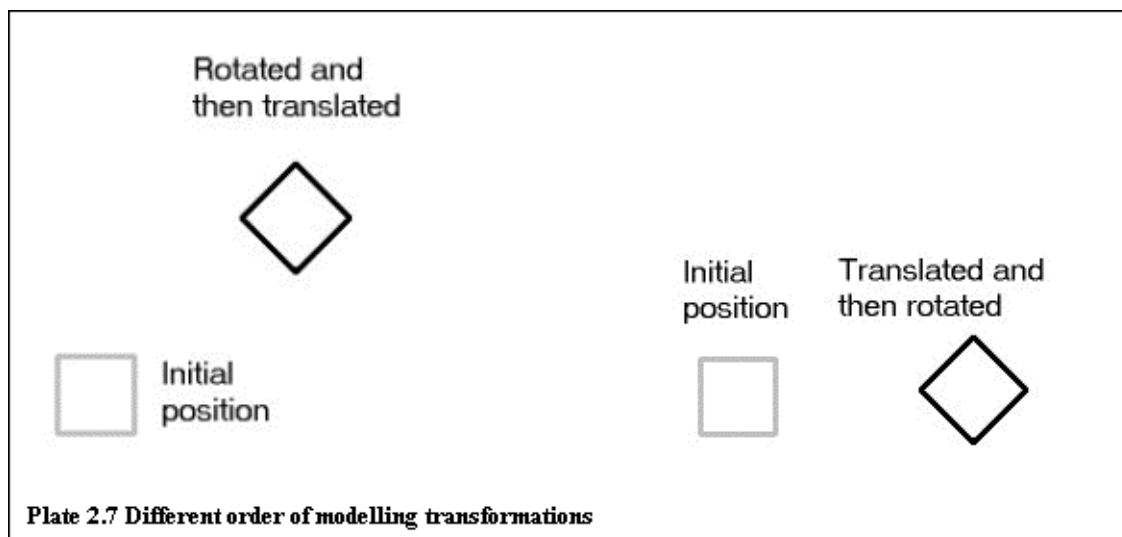 Rotated and
then translated
Initial
position
Initial
position
Translated and
then rotated
Plate 2.7 Different order of modelling transformations